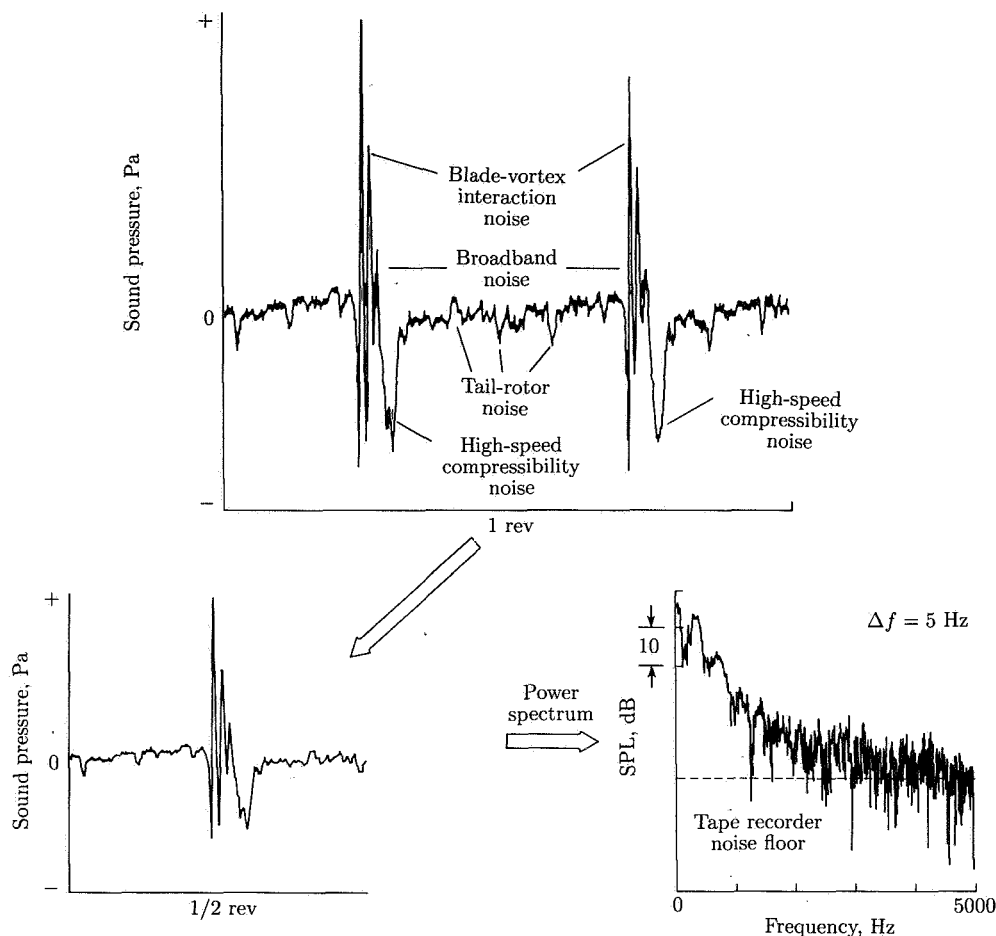 +
Sound pressure, Pa
0
−
Blade-vortex
interaction
noise
Broadband
noise
Tail-rotor
noise
High-speed
compressibility
noise
High-speed
compressibility
noise
1 rev
+
Sound pressure, Pa
0
−
1/2 rev
Power
spectrum
10
SPL, dB
Δf = 5 Hz
Tape recorder
noise floor
0
5000
Frequency, Hz